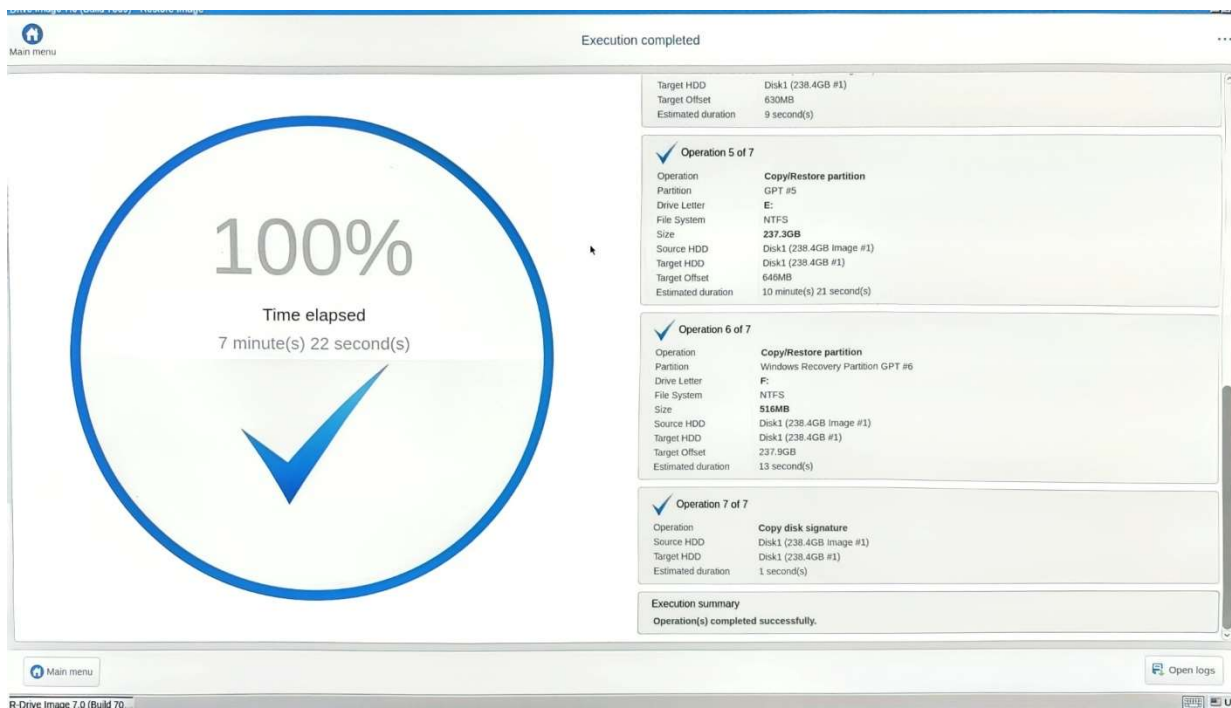 Main menu
Execution completed
Target HDD Disk1 (238.4GB #1)
Target Offset 630MB
Estimated duration 9 second(s)
Operation 5 of 7
Operation Copy/Restore partition
Partition GPT #5
Drive Letter E:
File System NTFS
Size 237.3GB
Source HDD Disk1 (238.4GB Image #1)
Target HDD Disk1 (238.4GB #1)
Target Offset 646MB
Estimated duration 10 minute(s) 21 second(s)
100%
Time elapsed
7 minute(s) 22 second(s)
Operation 6 of 7
Operation Copy/Restore partition
Partition Windows Recovery Partition GPT #6
Drive Letter F:
File System NTFS
Size 516MB
Source HDD Disk1 (238.4GB Image #1)
Target HDD Disk1 (238.4GB #1)
Target Offset 237.9GB
Estimated duration 13 second(s)
Operation 7 of 7
Operation Copy disk signature
Source HDD Disk1 (238.4GB Image #1)
Target HDD Disk1 (238.4GB #1)
Estimated duration 1 second(s)
Execution summary
Operation(s) completed successfully.
Main menu
Open logs
R-Drive Image 7.0 (Build 70